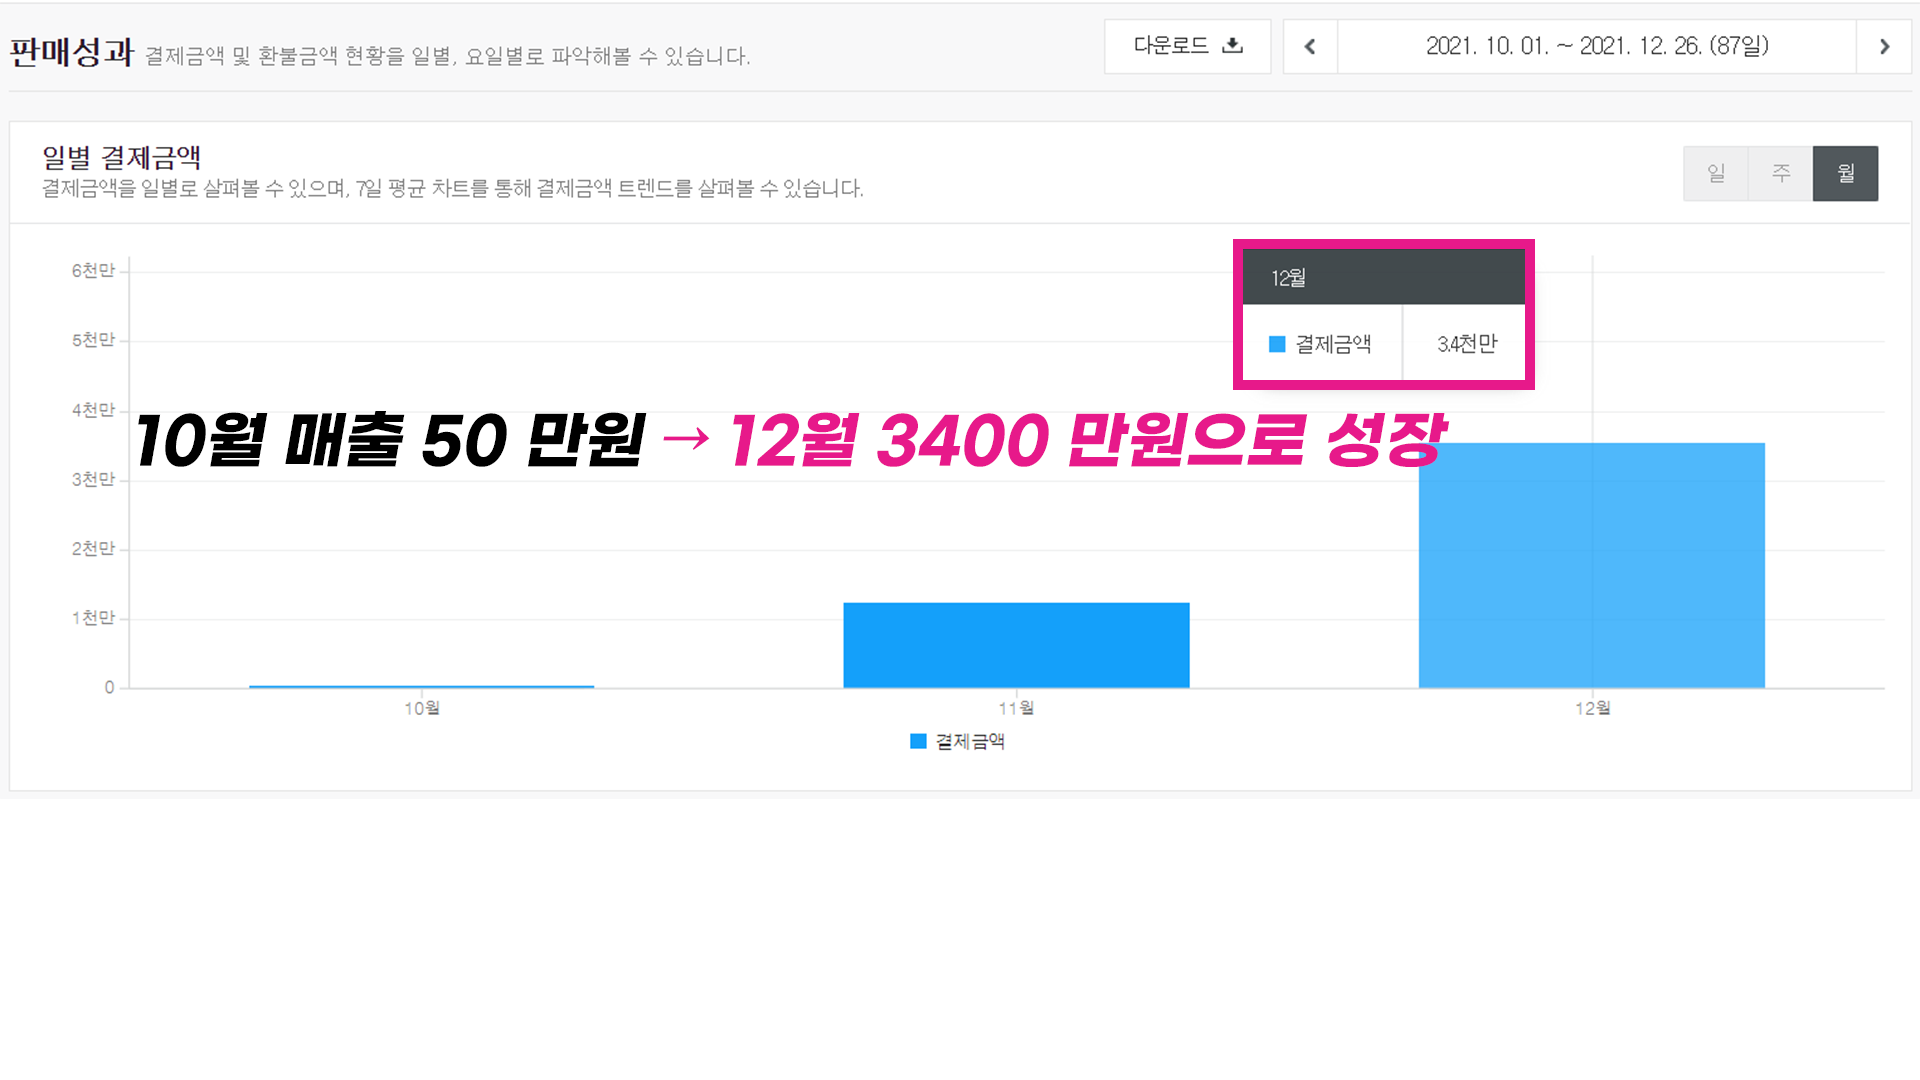 판매성과 결제금액 및 환불금액 현황을 일별, 요일별로 파악해볼 수 있습니다.
다운로드
2021. 10. 01. ~ 2021. 12. 26. (87일)
일별 결제금액
결제금액을 일별로 살펴볼 수 있으며, 7일 평균 차트를 통해 결제금액 트렌드를 살펴볼 수 있습니다.
일 주 월
6천만
5천만
4천만
3천만
2천만
1천만
0
12월
결제금액 3.4천만
10월 매출 50 만원 → 12월 3400 만원으로 성장
10월 11월 12월
결제금액